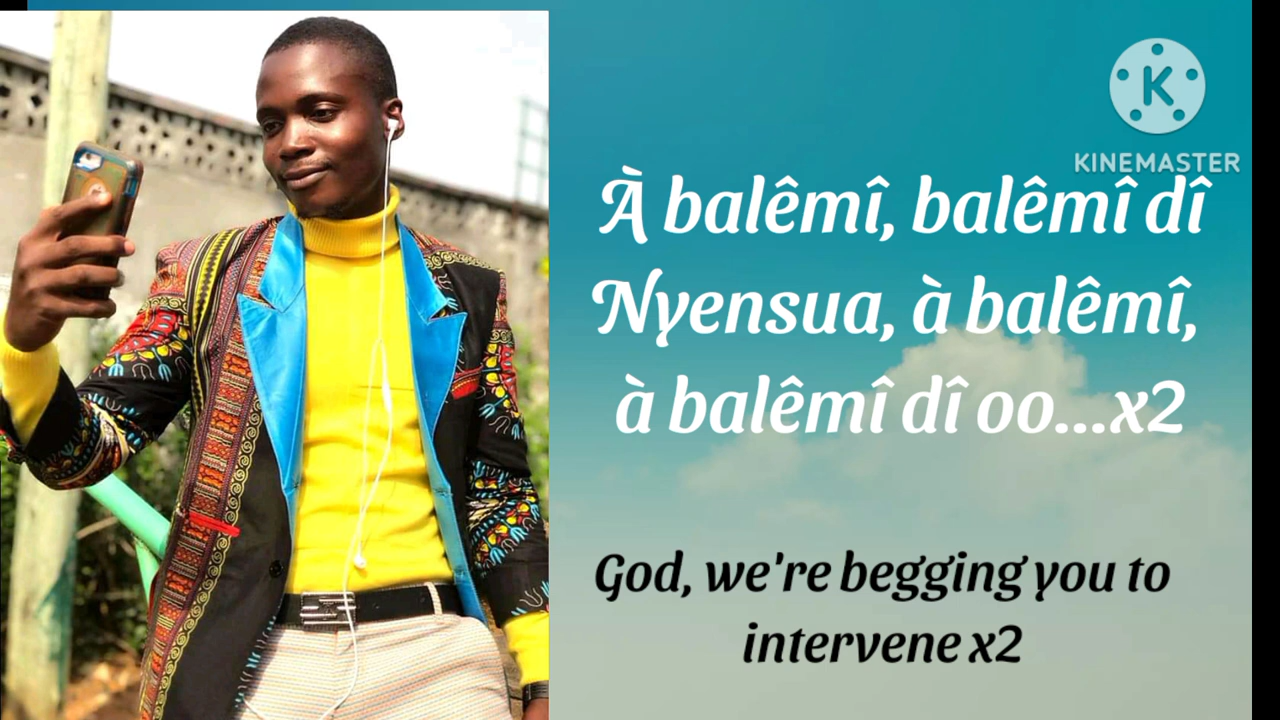 KINEMASTER
À balêmî, balêmî dî
Nyensua, à balêmî,
à balêmî dî oo...x2
God, we're begging you to
intervene x2